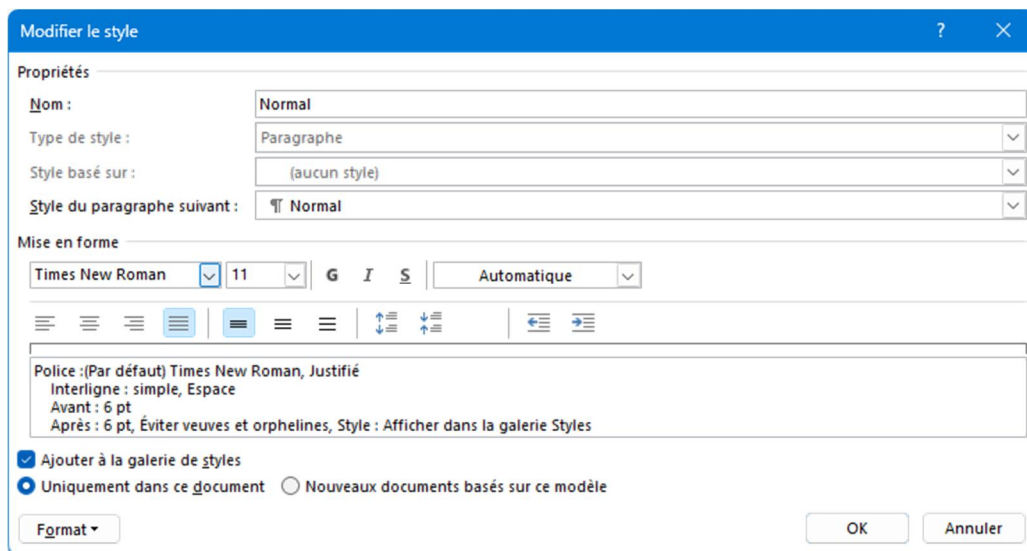 Modifier le style
Propriétés
Nom : Normal
Type de style : Paragraphe
Style basé sur : (aucun style)
Style du paragraphe suivant : ¶ Normal
Mise en forme
Times New Roman 11 G I S Automatique
Police :(Par défaut) Times New Roman, Justifié
Interligne : simple, Espace
Avant : 6 pt
Après : 6 pt, Éviter veuves et orphelines, Style : Afficher dans la galerie Styles
Ajouter à la galerie de styles
Uniquement dans ce document Nouveaux documents basés sur ce modèle
Format OK Annuler